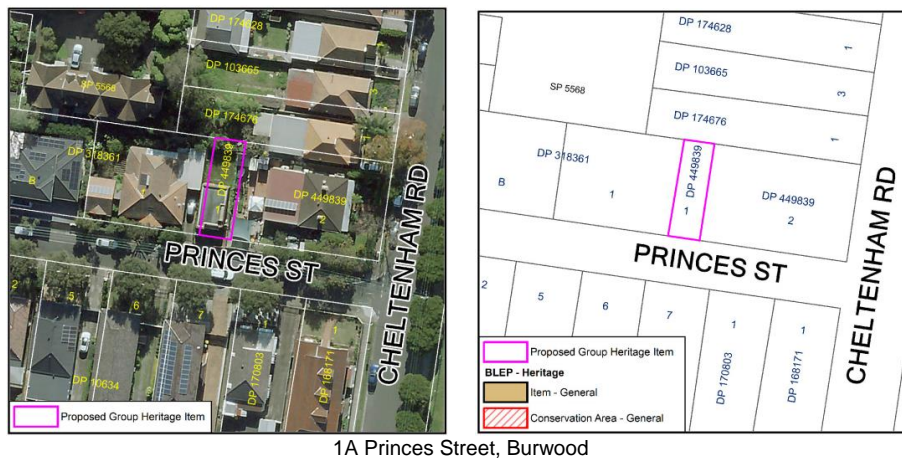 DP 174628
DP 103665
3
SP 5568
DP 174676
1
DP 318361
DP 449839
B
1
DP 449839
1
2
PRINCES ST
CHELTENHAM RD
2
5
6
7
1
1
DP 10634
DP 170803
DP 168171
Proposed Group Heritage Item
DP 174628
1
DP 103665
3
SP 5568
DP 174676
1
DP 318361
DP 449839
B
1
DP 449839
1
2
PRINCES ST
CHELTENHAM RD
2
5
6
7
1
1
DP 170803
DP 168171
Proposed Group Heritage Item
BLEP - Heritage
Item - General
Conservation Area - General
1A Princes Street, Burwood